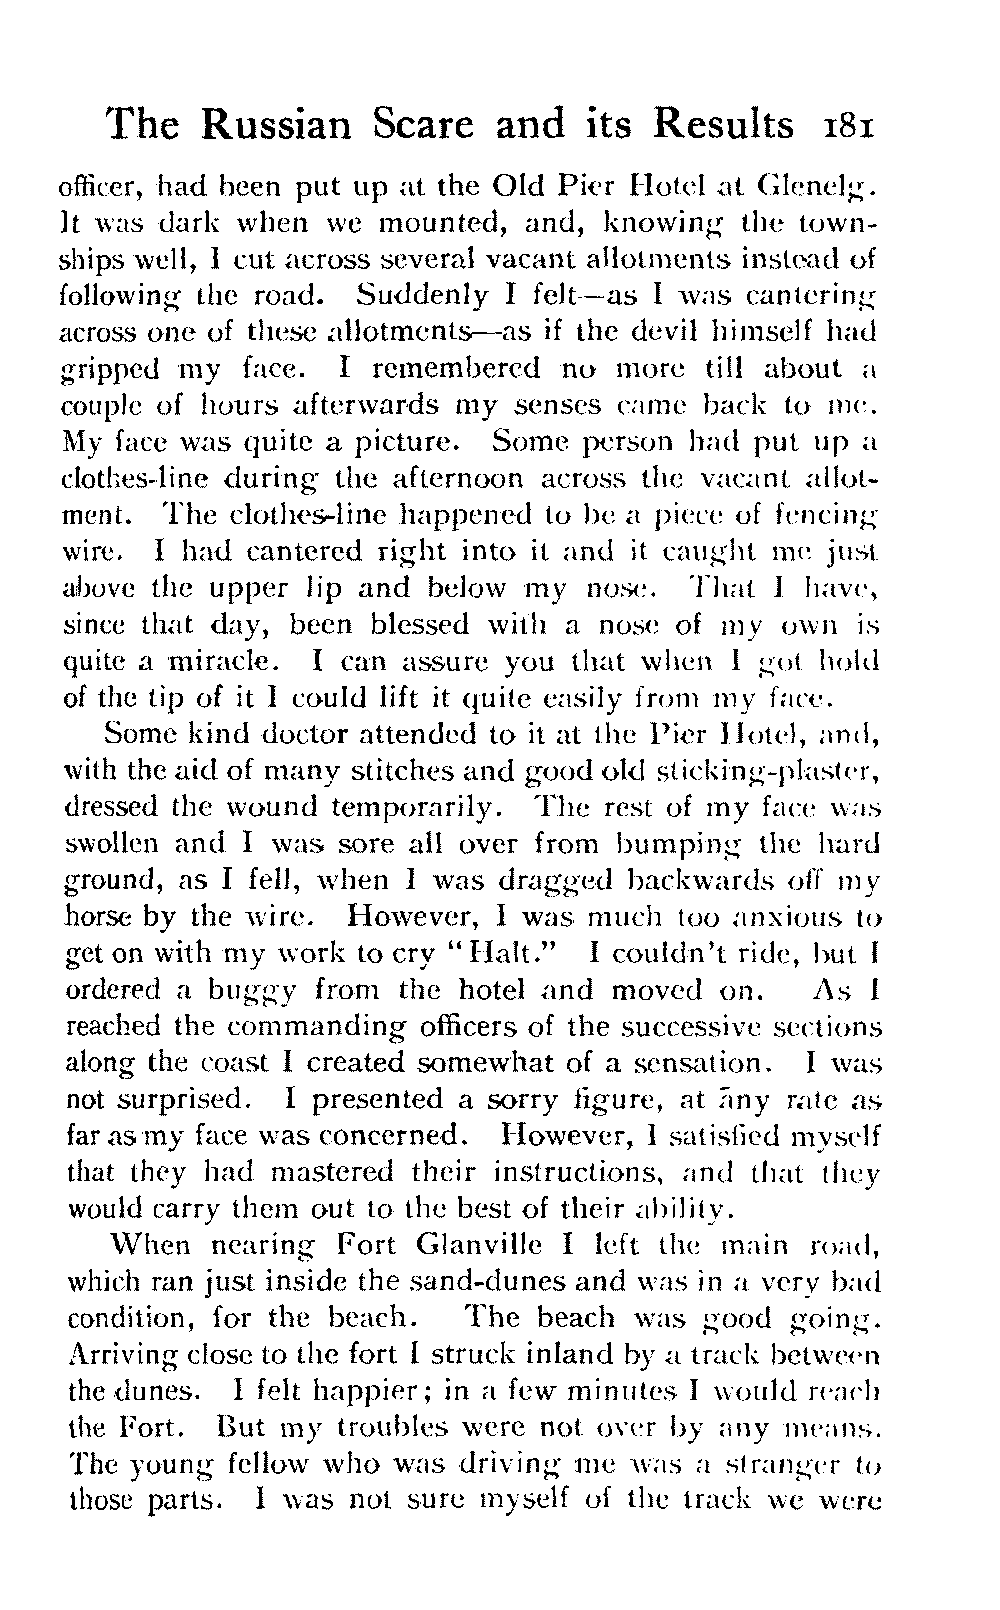 The Russian Scare and its Results 181
officer, had been put up at the Old Pier Hotel at Glenelg.
It was dark when we mounted, and, knowing the town-
ships well, I cut across several vacant allotments instead of
following the road. Suddenly I felt—as I was cantering
across one of these allotments—as if the devil himself had
gripped my face. I remembered no more till about a
couple of hours afterwards my senses came back to me.
My face was quite a picture. Some person had put up a
clothes-line during the afternoon across the vacant allot-
ment. The clothes-line happened to be a piece of fencing
wire. I had cantered right into it and it caught me just
above the upper lip and below my nose. That I have,
since that day, been blessed with a nose of my own is
quite a miracle. I can assure you that when I got hold
of the tip of it I could lift it quite easily from my face.
Some kind doctor attended to it at the Pier Hotel, and,
with the aid of many stitches and good old sticking-plaster,
dressed the wound temporarily. The rest of my face was
swollen and I was sore all over from bumping the hard
ground, as I fell, when I was dragged backwards off my
horse by the wire. However, I was much too anxious to
get on with my work to cry "Halt." I couldn't ride, but I
ordered a buggy from the hotel and moved on. As I
reached the commanding officers of the successive sections
along the coast I created somewhat of a sensation. I was
not surprised. I presented a sorry figure, at any rate as
far as my face was concerned. However, I satisfied myself
that they had mastered their instructions, and that they
would carry them out to the best of their ability.
When nearing Fort Glanville I left the main road,
which ran just inside the sand-dunes and was in a very bad
condition, for the beach. The beach was good going.
Arriving close to the fort I struck inland by a track between
the dunes. I felt happier; in a few minutes I would reach
the Fort. But my troubles were not over by any means.
The young fellow who was driving me was a stranger to
those parts. I was not sure myself of the track we were